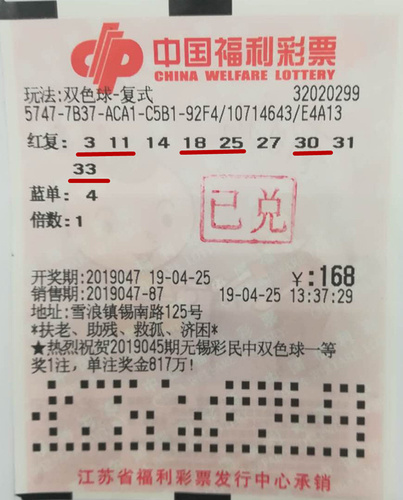 中国福利彩票
CHINA WELFARE LOTTERY
玩法:双色球-复式 32020299
5747-7B37-ACA1-C5B1-92F4/10714643/E4A13
红复: 3 11 14 18 25 27 30 31
33
蓝单: 4
倍数:1
已兑
开奖期:2019047 19-04-25 ¥:168
销售期:2019047-87 19-04-25 13:37:29
地址:雪浪镇锡南路125号
*扶老、助残、救孤、济困*
★热烈祝贺2019045期无锡彩民中双色球一等
奖1注,单注奖金817万!
江苏省福利彩票发行中心承销